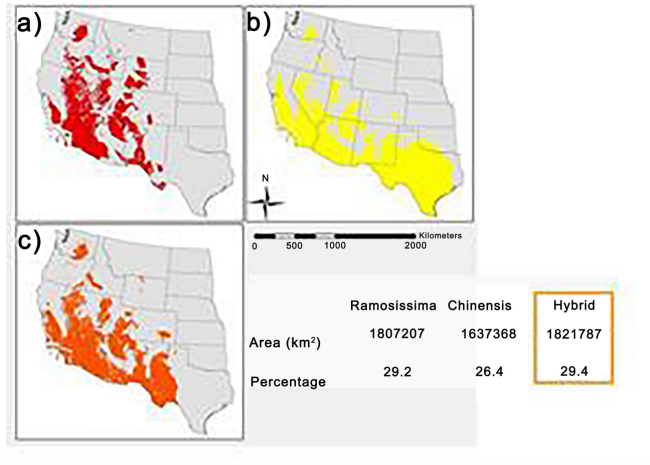 a)
b)
N
c)
Kilometers
0 500 1000 2000
Ramosissima Chinensis Hybrid
Area (km²) 1807207 1637368 1821787
Percentage 29.2 26.4 29.4